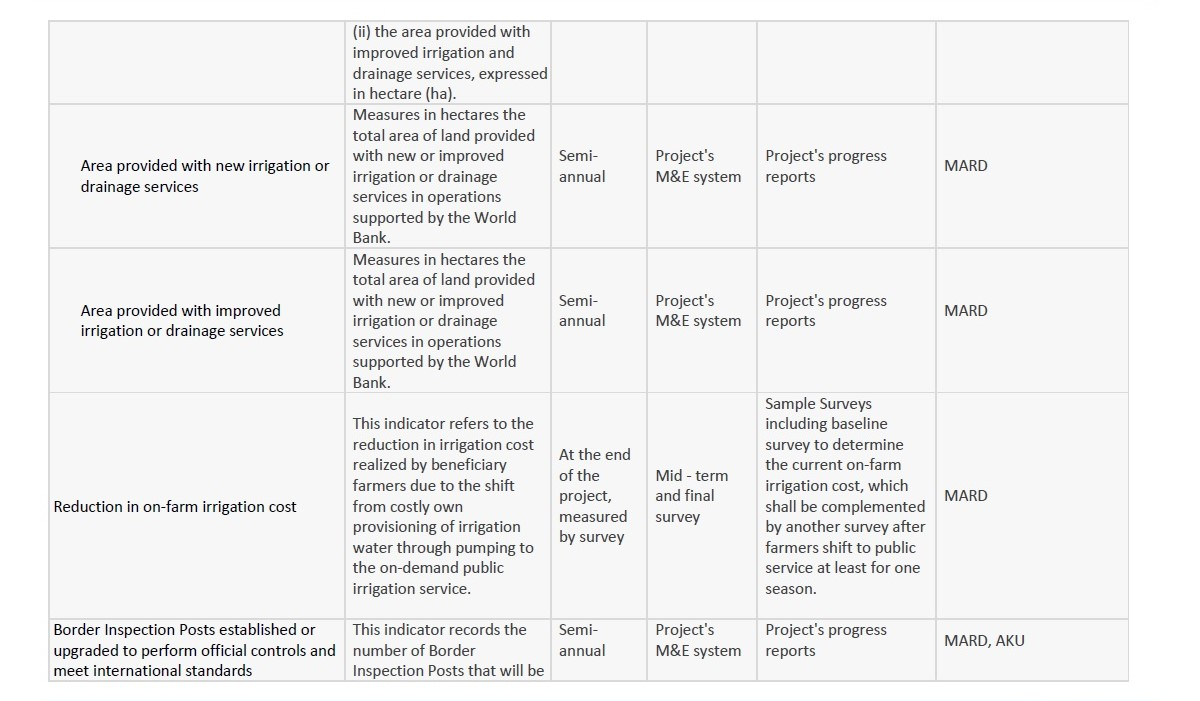 (ii) the area provided with
improved irrigation and
drainage services, expressed
in hectare (ha).
Area provided with new irrigation or
drainage services
Measures in hectares the
total area of land provided
with new or improved
irrigation or drainage
services in operations
supported by the World
Bank.
Semi-
annual
Project's
M&E system
Project's progress
reports
MARD
Area provided with improved
irrigation or drainage services
Measures in hectares the
total area of land provided
with new or improved
irrigation or drainage
services in operations
supported by the World
Bank.
Semi-
annual
Project's
M&E system
Project's progress
reports
MARD
Reduction in on-farm irrigation cost
This indicator refers to the
reduction in irrigation cost
realized by beneficiary
farmers due to the shift
from costly own
provisioning of irrigation
water through pumping to
the on-demand public
irrigation service.
At the end
of the
project,
measured
by survey
Mid - term
and final
survey
Sample Surveys
including baseline
survey to determine
the current on-farm
irrigation cost, which
shall be complemented
by another survey after
farmers shift to public
service at least for one
season.
MARD
Border Inspection Posts established or
upgraded to perform official controls and
meet international standards
This indicator records the
number of Border
Inspection Posts that will be
Semi-
annual
Project's
M&E system
Project's progress
reports
MARD, AKU